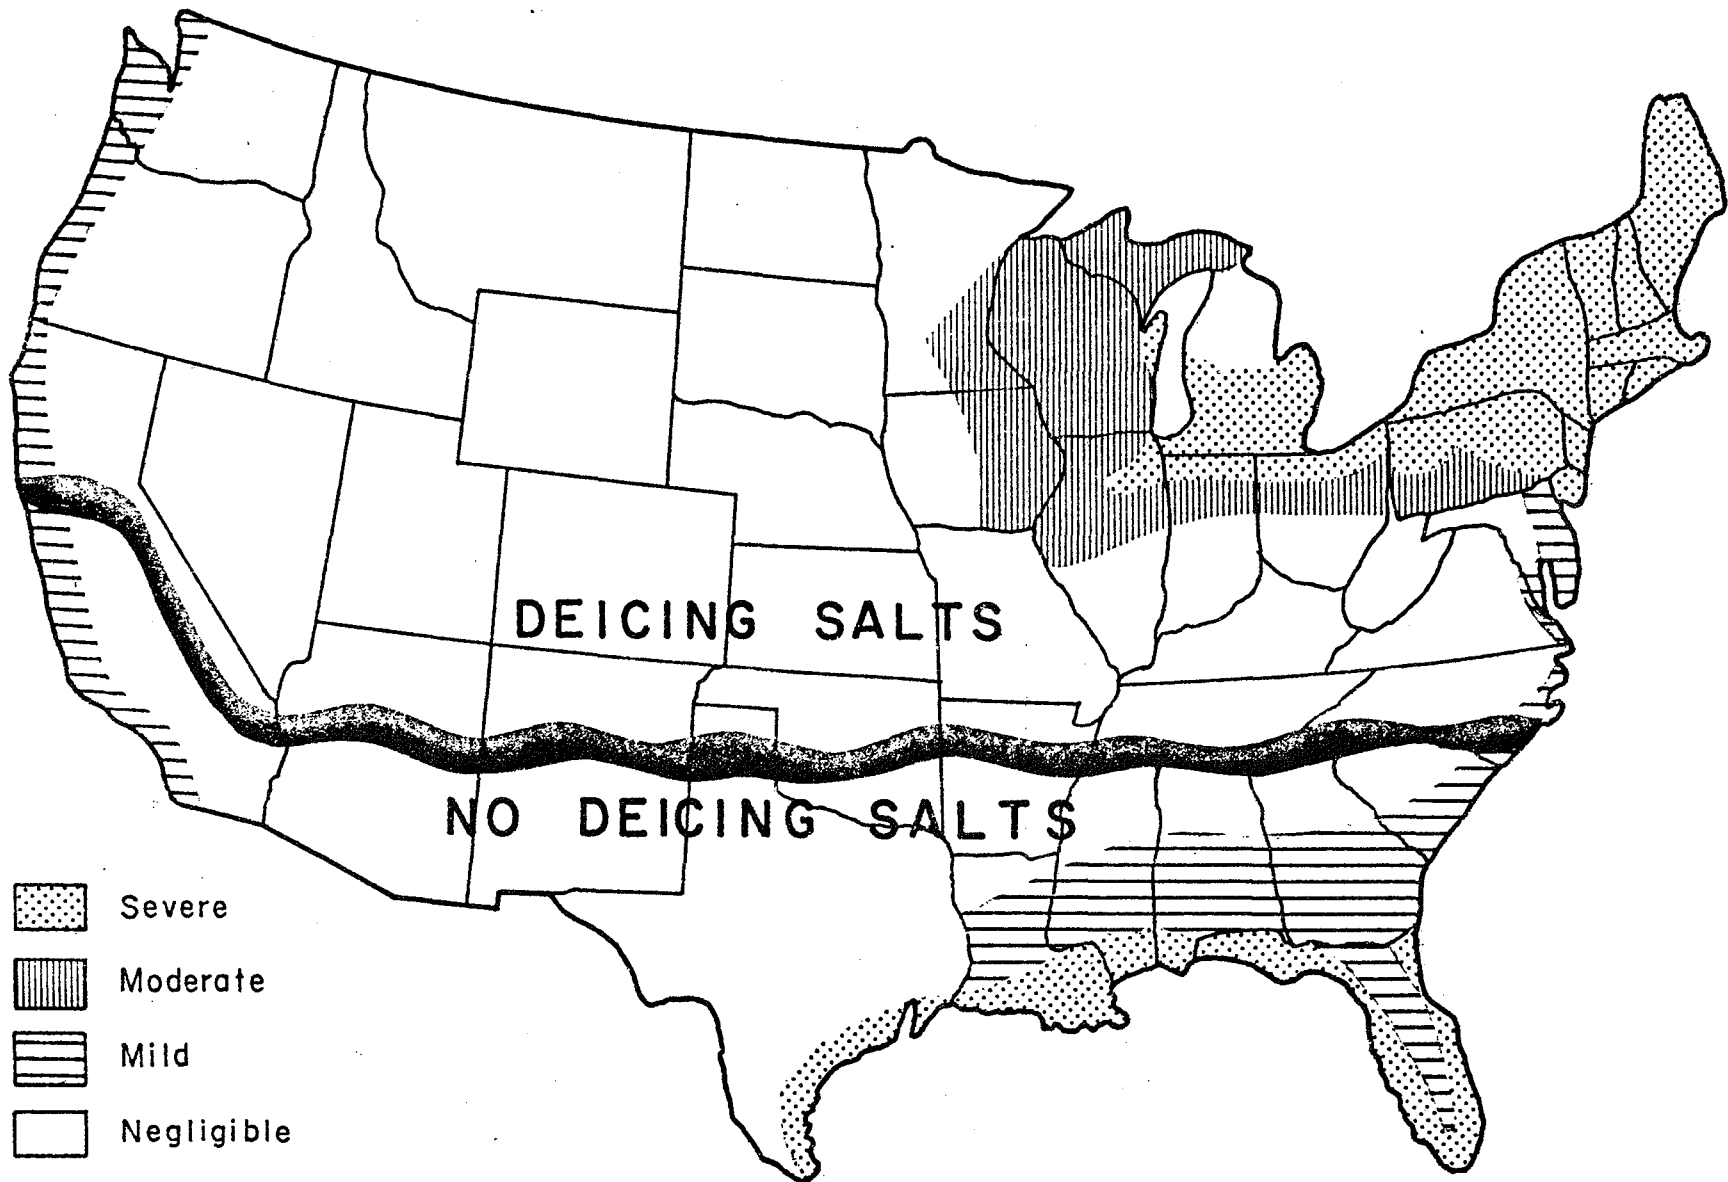 DEICING SALTS
NO DEICING SALTS
Severe
Moderate
Mild
Negligible